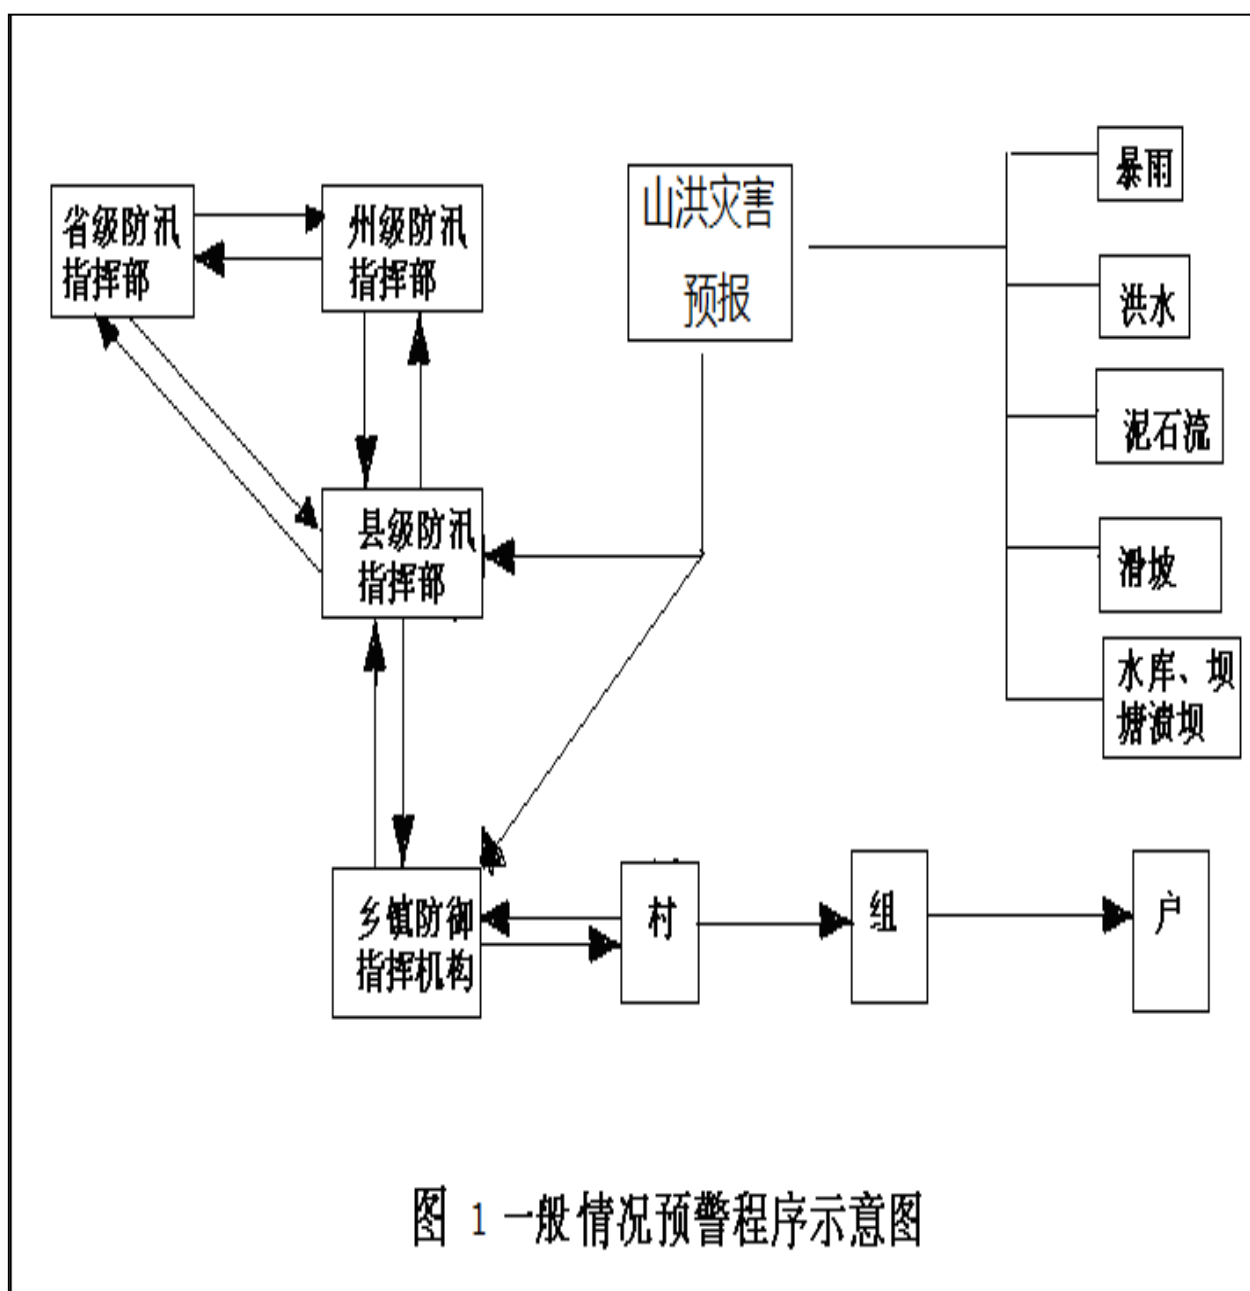 省级防汛
指挥部
州级防汛
指挥部
山洪灾害
预报
暴雨
洪水
泥石流
滑坡
水库、坝
塘溃坝
县级防汛
指挥部
乡镇防御
指挥机构
村
组
户
图 1 一般情况预警程序示意图